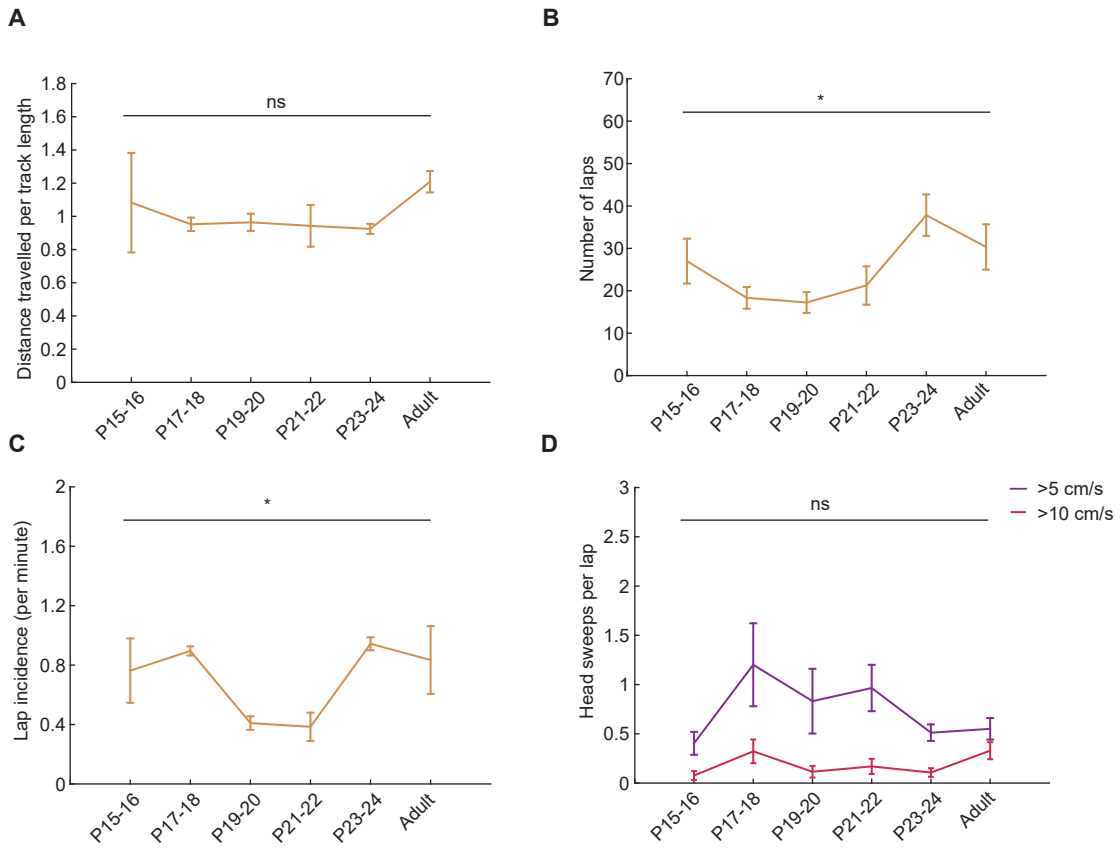 A
Distance travelled per track length
1.8
1.6
1.4
1.2
1
0.8
0.6
0.4
0.2
0
ns
P15-16
P17-18
P19-20
P21-22
P23-24
Adult
B
Number of laps
70
60
50
40
30
20
10
0
*
P15-16
P17-18
P19-20
P21-22
P23-24
Adult
C
Lap incidence (per minute)
2
1.6
1.2
0.8
0.4
0
*
P15-16
P17-18
P19-20
P21-22
P23-24
Adult
D
Head sweeps per lap
3
2.5
2
1.5
1
0.5
0
ns
>5 cm/s
>10 cm/s
P15-16
P17-18
P19-20
P21-22
P23-24
Adult